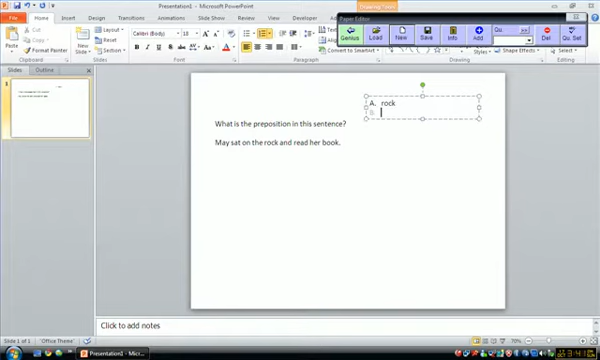 Presentation1 - Microsoft PowerPoint
Drawing Tools
File Home Insert Design Transitions Animations Slide Show Review View Developer
Paper Editor
Genius Load New Save Info Add Qu: Del Qu. Set
Cut
Copy
Format Painter
Clipboard
New Slide
Layout
Reset
Section
Slides
Calibri (Body) 18
Font
Paragraph
Convert to SmartArt
Drawing
Shape Effects
Select
Editing
Slides Outline
1
A. rock
B.
What is the preposition in this sentence?
May sat on the rock and read her book.
Click to add notes
Slide 1 of 1 "Office Theme" 70%
Presentation1 - Micr...